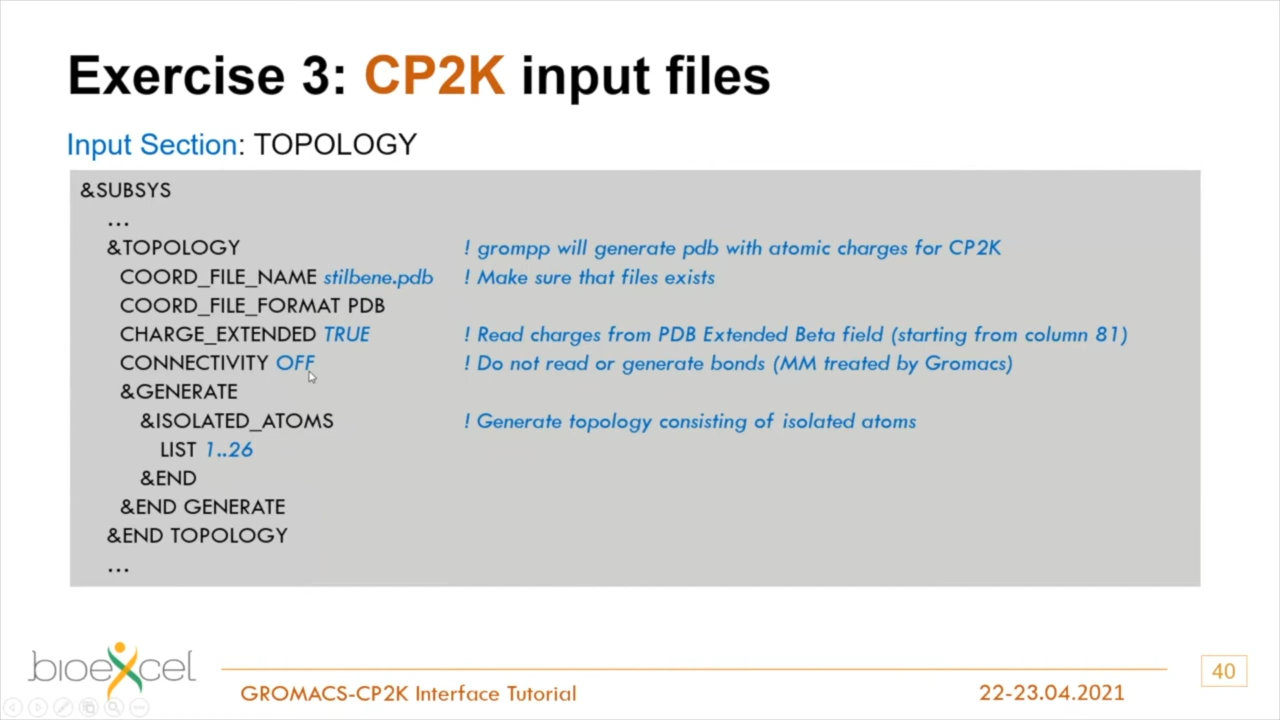 Exercise 3: CP2K input files
Input Section: TOPOLOGY
&SUBSYS
...
&TOPOLOGY ! grompp will generate pdb with atomic charges for CP2K
COORD_FILE_NAME stilbene.pdb ! Make sure that files exists
COORD_FILE_FORMAT PDB
CHARGE_EXTENDED TRUE ! Read charges from PDB Extended Beta field (starting from column 81)
CONNECTIVITY OFF ! Do not read or generate bonds (MM treated by Gromacs)
&GENERATE
&ISOLATED_ATOMS ! Generate topology consisting of isolated atoms
LIST 1..26
&END
&END GENERATE
&END TOPOLOGY
...
bioexcel
40
GROMACS-CP2K Interface Tutorial 22-23.04.2021